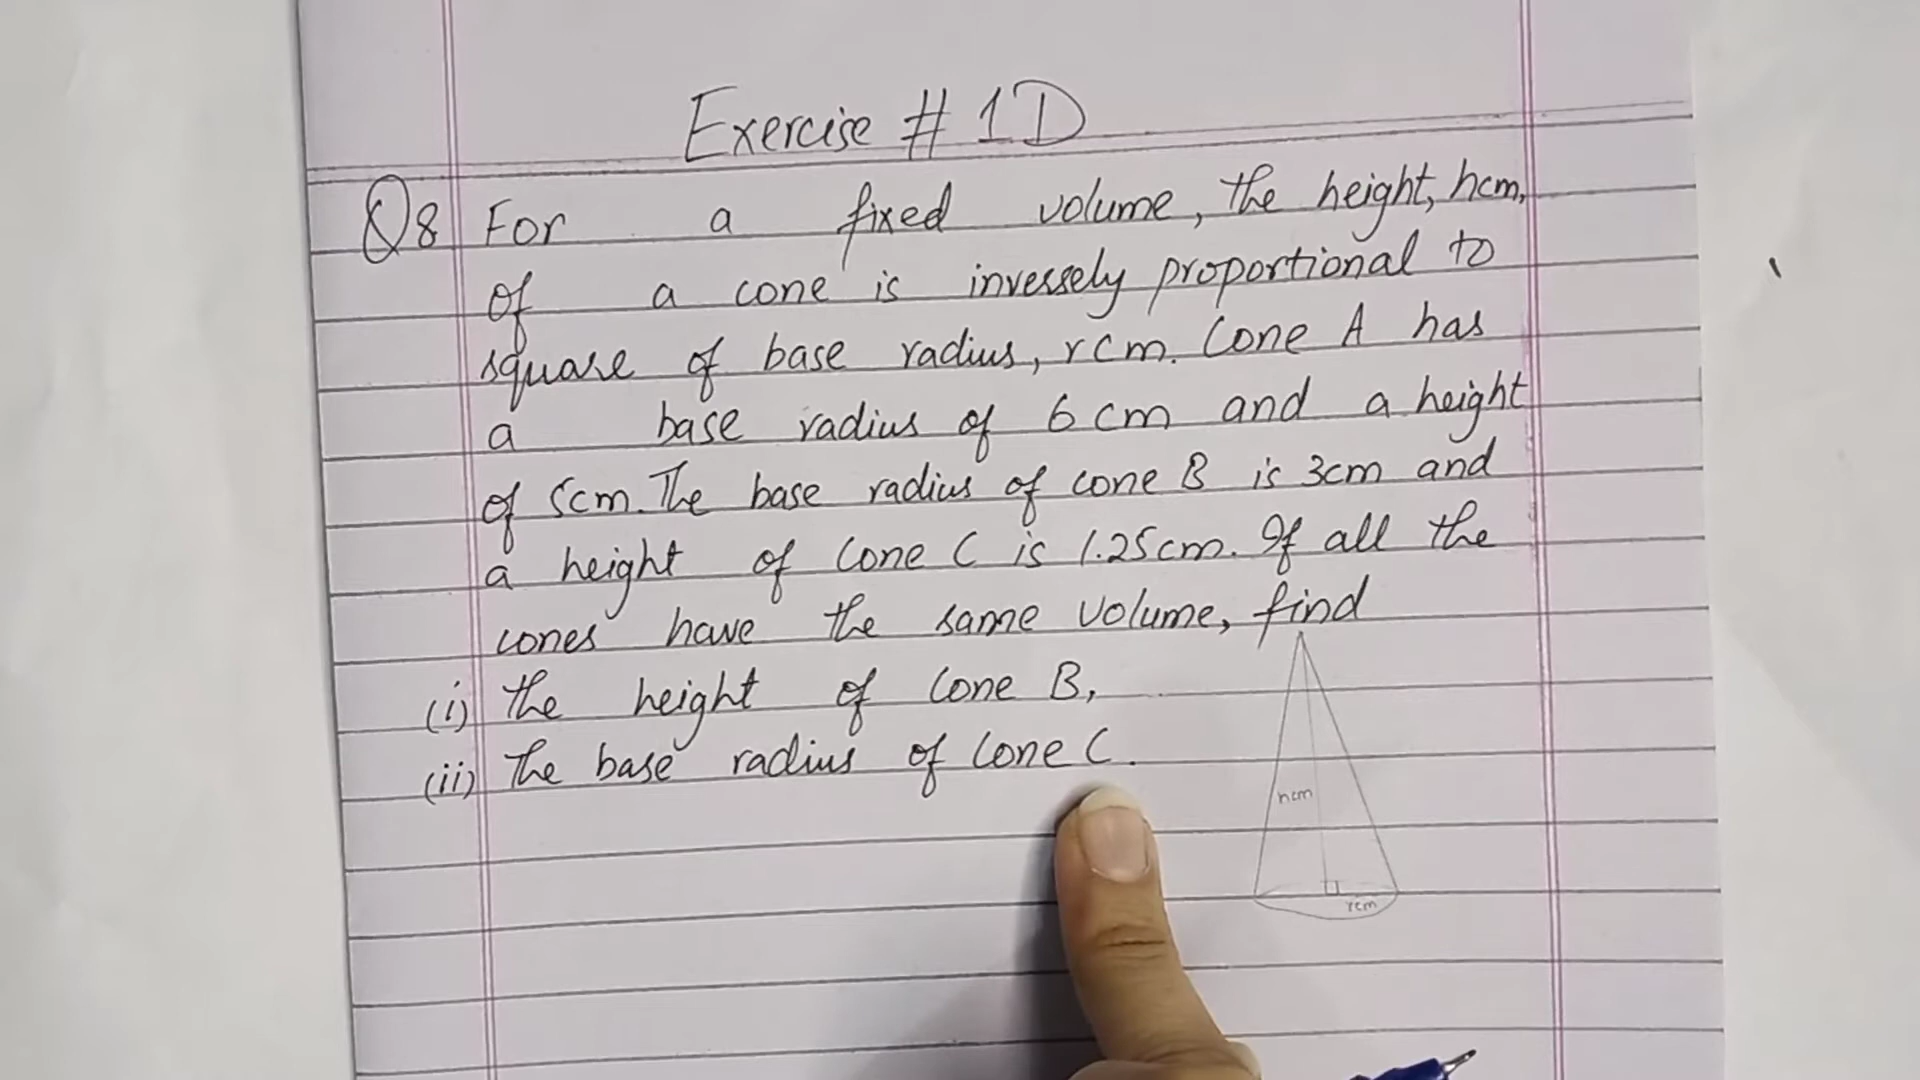 Exercise # 1D
Q8 For a fixed volume, the height, hcm,
of a cone is inversely proportional to
square of base radius, rcm. Cone A has
a base radius of 6cm and a height
of 5cm. The base radius of cone B is 3cm and
a height of Cone C is 1.25cm. If all the
cones have the same volume, find
(i) the height of Cone B,
(ii) The base radius of Cone C.
hcm
rcm